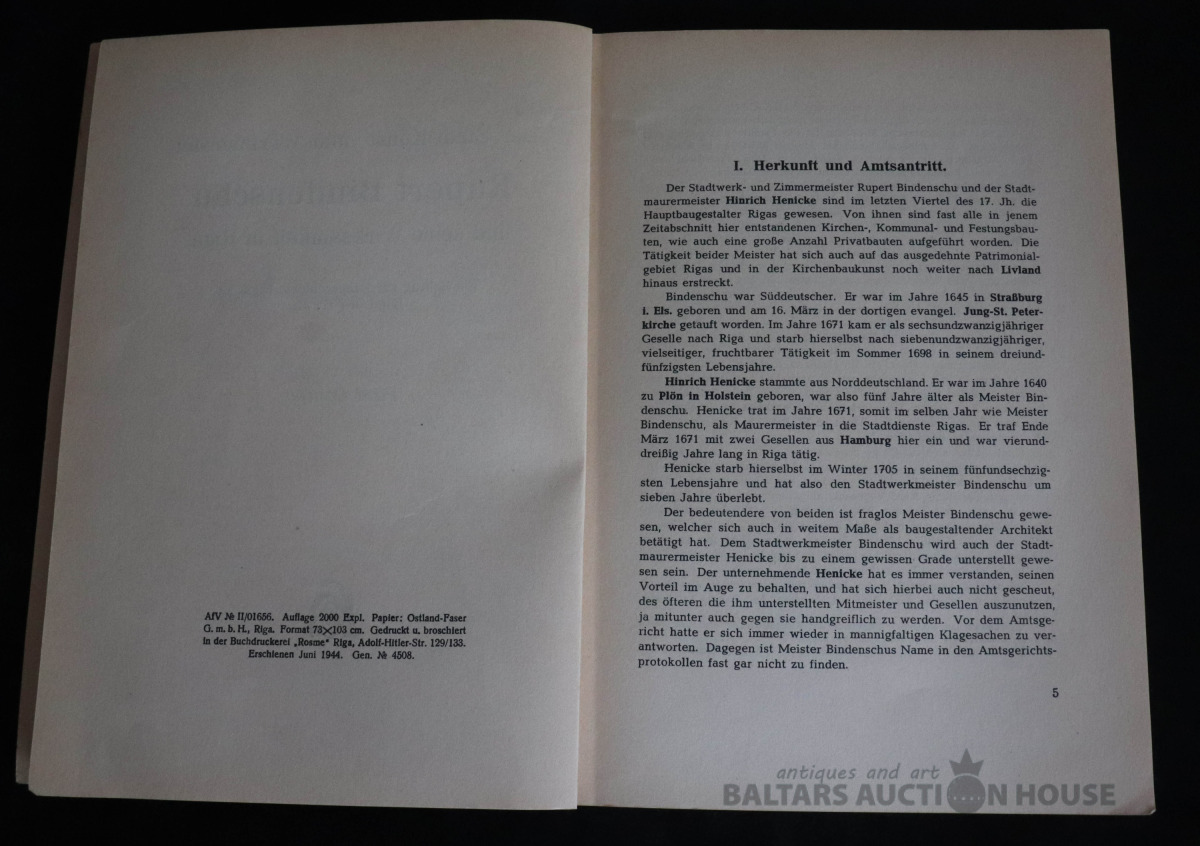 AfV № II/01656. Auflage 2000 Expl. Papier: Ostland-Faser
G. m. b. H., Riga. Format 73×103 cm. Gedruckt u. broschiert
in der Buchdruckerei „Rosme“ Riga, Adolf-Hitler-Str. 129/133.
Erschienen Juni 1944. Gen. № 4508.
I. Herkunft und Amtsantritt.
Der Stadtwerk- und Zimmermeister Rupert Bindenschu und der Stadt-
maurermeister Hinrich Henicke sind im letzten Viertel des 17. Jh. die
Hauptbaugestalter Rigas gewesen. Von ihnen sind fast alle in jenem
Zeitabschnitt hier entstandenen Kirchen-, Kommunal- und Festungsbau-
ten, wie auch eine große Anzahl Privatbauten aufgeführt worden. Die
Tätigkeit beider Meister hat sich auch auf das ausgedehnte Patrimonial-
gebiet Rigas und in der Kirchenbaukunst noch weiter nach Livland
hinaus erstreckt.
Bindenschu war Süddeutscher. Er war im Jahre 1645 in Straßburg
i. Els. geboren und am 16. März in der dortigen evangel. Jung-St. Peter-
kirche getauft worden. Im Jahre 1671 kam er als sechsundzwanzigjähriger
Geselle nach Riga und starb hierselbst nach siebenundzwanzigjähriger,
vielseitiger, fruchtbarer Tätigkeit im Sommer 1698 in seinem dreiund-
fünfzigsten Lebensjahre.
Hinrich Henicke stammte aus Norddeutschland. Er war im Jahre 1640
zu Plön in Holstein geboren, war also fünf Jahre älter als Meister Bin-
denschu. Henicke trat im Jahre 1671, somit im selben Jahr wie Meister
Bindenschu, als Maurermeister in die Stadtdienste Rigas. Er traf Ende
März 1671 mit zwei Gesellen aus Hamburg hier ein und war vierund-
dreißig Jahre lang in Riga tätig.
Henicke starb hierselbst im Winter 1705 in seinem fünfundsechzig-
sten Lebensjahre und hat also den Stadtwerkmeister Bindenschu um
sieben Jahre überlebt.
Der bedeutendere von beiden ist fraglos Meister Bindenschu gewe-
sen, welcher sich auch in weitem Maße als baugestaltender Architekt
betätigt hat. Dem Stadtwerkmeister Bindenschu wird auch der Stadt-
maurermeister Henicke bis zu einem gewissen Grade unterstellt gewe-
sen sein. Der unternehmende Henicke hat es immer verstanden, seinen
Vorteil im Auge zu behalten, und hat sich hierbei auch nicht gescheut,
des öfteren die ihm unterstellten Mitmeister und Gesellen auszunutzen,
ja mitunter auch gegen sie handgreiflich zu werden. Vor dem Amtsge-
richt hatte er sich immer wieder in mannigfaltigen Klagesachen zu ver-
antworten. Dagegen ist Meister Bindenschus Name in den Amtsgerichts-
protokollen fast gar nicht zu finden.
5
antiques and art
BALTARS AUCTION HOUSE